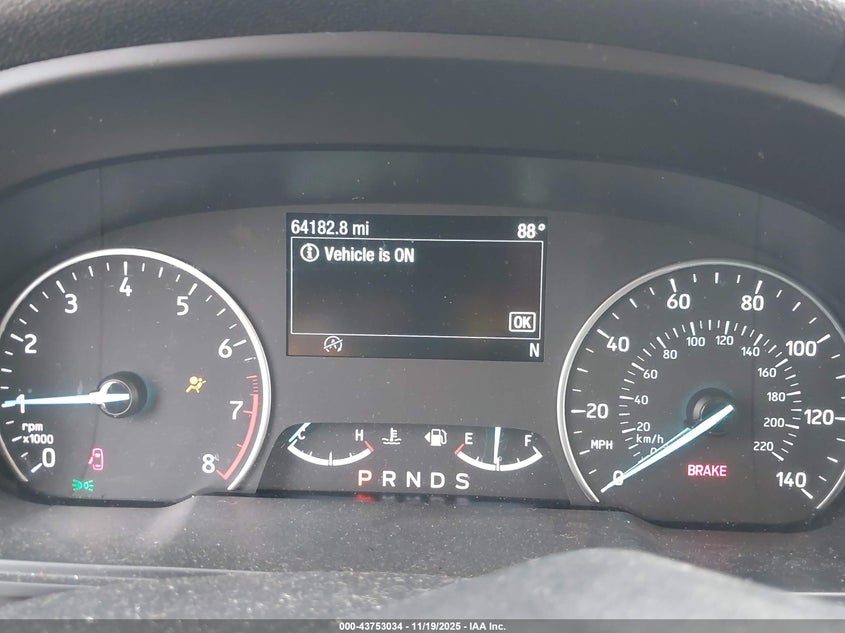 64182.8 mi 88°
Vehicle is ON
OK
N
0 1 2 3 4 5 6 7 8
rpm
x1000
C H E F
PRNDS
0 20 40 60 80 100 120 140
MPH
20 40 60 80 100 120 140 160 180 200 220
km/h
BRAKE
000-43753034 - 11/19/2025 - IAA Inc.